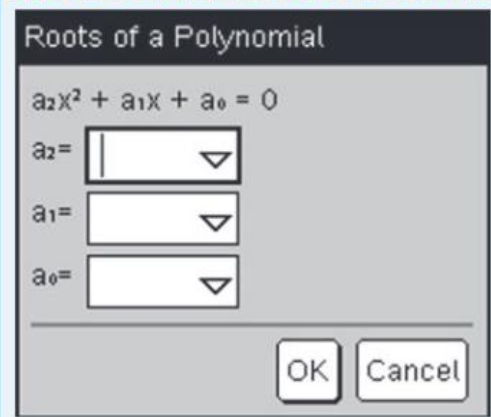 Roots of a Polynomial
a₂x² + a₁x + a₀ = 0
a₂=
a₁=
a₀=
OK Cancel